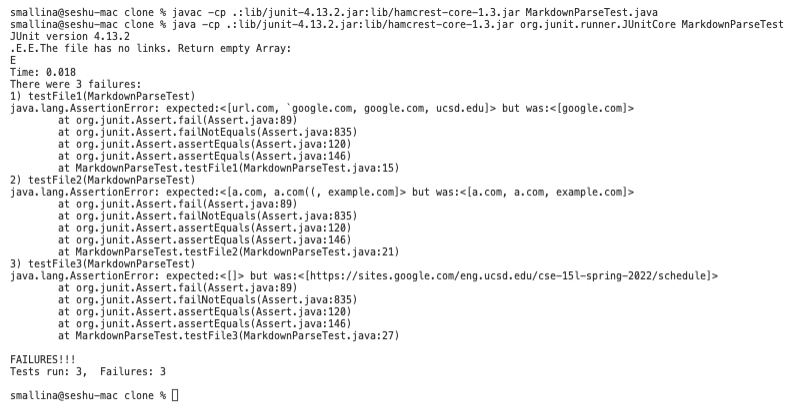 smallina@seshu-mac clone % javac -cp .:lib/junit-4.13.2.jar:lib/hamcrest-core-1.3.jar MarkdownParseTest.java
smallina@seshu-mac clone % java -cp .:lib/junit-4.13.2.jar:lib/hamcrest-core-1.3.jar org.junit.runner.JUnitCore MarkdownParseTest
JUnit version 4.13.2
.E.E.The file has no links. Return empty Array:
E
Time: 0.018
There were 3 failures:
1) testFile1(MarkdownParseTest)
java.lang.AssertionError: expected:<[url.com, `google.com, google.com, ucsd.edu]> but was:<[google.com]>
        at org.junit.Assert.fail(Assert.java:89)
        at org.junit.Assert.failNotEquals(Assert.java:835)
        at org.junit.Assert.assertEquals(Assert.java:120)
        at org.junit.Assert.assertEquals(Assert.java:146)
        at MarkdownParseTest.testFile1(MarkdownParseTest.java:15)
2) testFile2(MarkdownParseTest)
java.lang.AssertionError: expected:<[a.com, a.com((, example.com]> but was:<[a.com, a.com, example.com]>
        at org.junit.Assert.fail(Assert.java:89)
        at org.junit.Assert.failNotEquals(Assert.java:835)
        at org.junit.Assert.assertEquals(Assert.java:120)
        at org.junit.Assert.assertEquals(Assert.java:146)
        at MarkdownParseTest.testFile2(MarkdownParseTest.java:21)
3) testFile3(MarkdownParseTest)
java.lang.AssertionError: expected:<[]> but was:<[https://sites.google.com/eng.ucsd.edu/cse-15l-spring-2022/schedule]>
        at org.junit.Assert.fail(Assert.java:89)
        at org.junit.Assert.failNotEquals(Assert.java:835)
        at org.junit.Assert.assertEquals(Assert.java:120)
        at org.junit.Assert.assertEquals(Assert.java:146)
        at MarkdownParseTest.testFile3(MarkdownParseTest.java:27)

FAILURES!!!
Tests run: 3,  Failures: 3

smallina@seshu-mac clone %